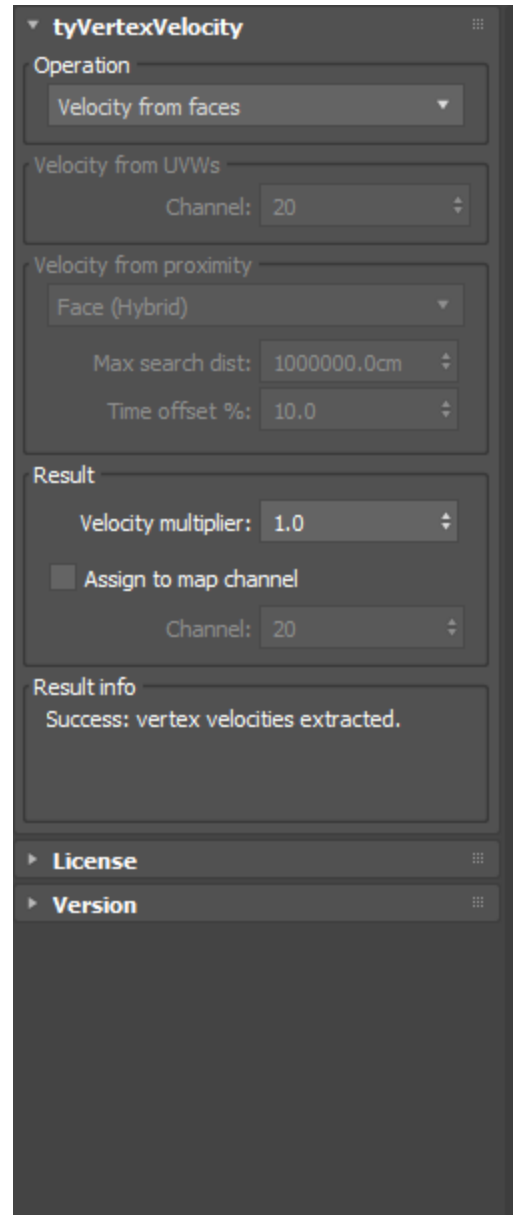 tyVertexVelocity
Operation
Velocity from faces
Velocity from UVWs
Channel: 20
Velocity from proximity
Face (Hybrid)
Max search dist: 1000000.0cm
Time offset %: 10.0
Result
Velocity multiplier: 1.0
Assign to map channel
Channel: 20
Result info
Success: vertex velocities extracted.
License
Version